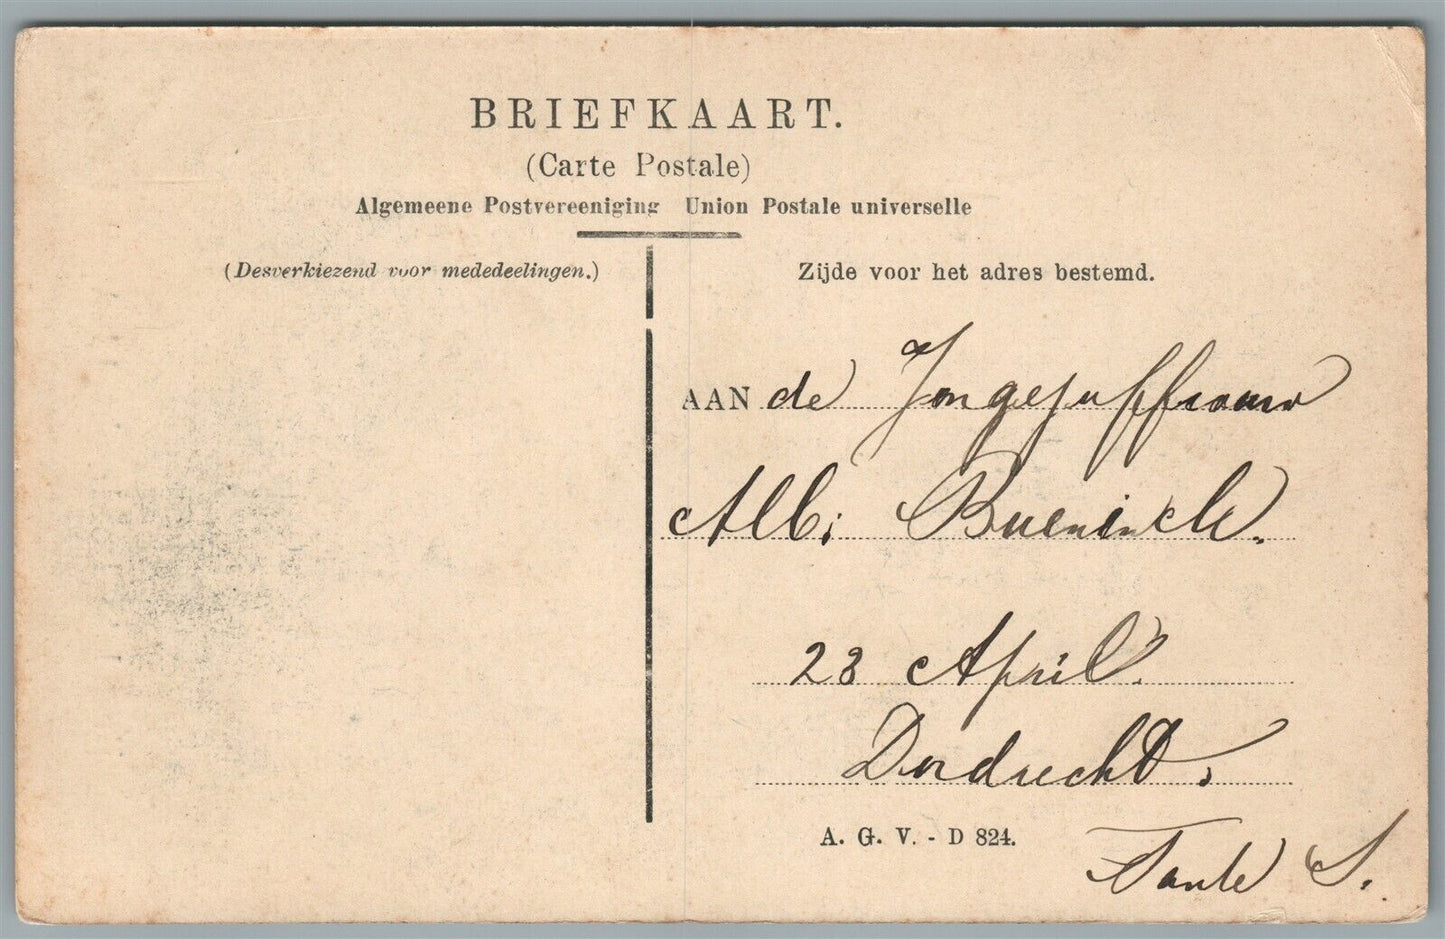 BRIEFKAART.
(Carte Postale)
Algemeene Postvereeniging Union Postale universelle
(Desverkiezend voor mededeelingen.)
Zijde voor het adres bestemd.
AAN de Jongejuffrouw
Alb:
23 April.
Dordrecht.
A. G. V. - D 824.
Tante S.